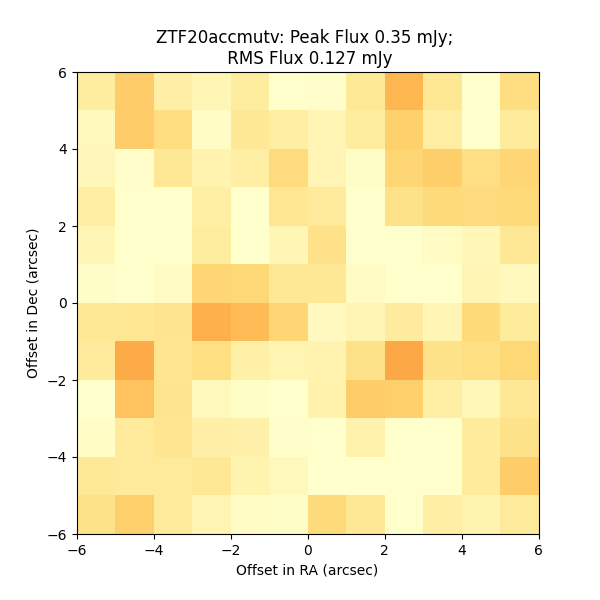 ZTF20accmutv: Peak Flux 0.35 mJy;
RMS Flux 0.127 mJy
6
4
2
0
−2
−4
−6
Offset in Dec (arcsec)
−6 −4 −2 0 2 4 6
Offset in RA (arcsec)